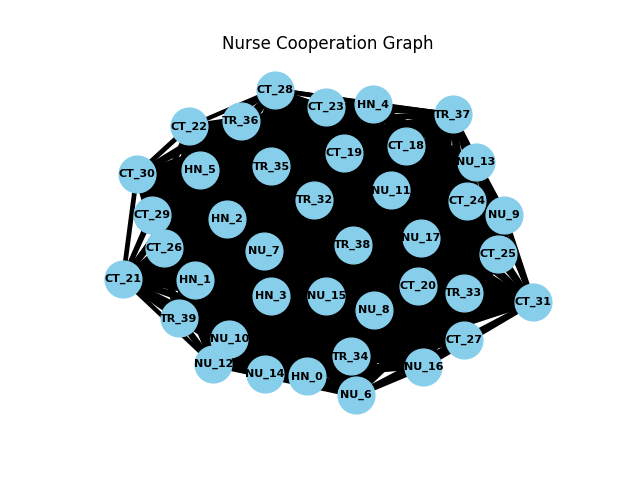 Nurse Cooperation Graph
CT_28
CT_23
HN_4
TR_37
TR_36
CT_22
CT_18
CT_19
NU_13
TR_35
HN_5
CT_30
NU_11
TR_32
CT_24
CT_29
NU_9
HN_2
NU_17
TR_38
CT_26
NU_7
CT_25
CT_21
HN_1
CT_20
TR_33
HN_3
NU_15
CT_31
NU_8
TR_39
NU_10
CT_27
TR_34
NU_12
NU_16
NU_14
HN_0
NU_6